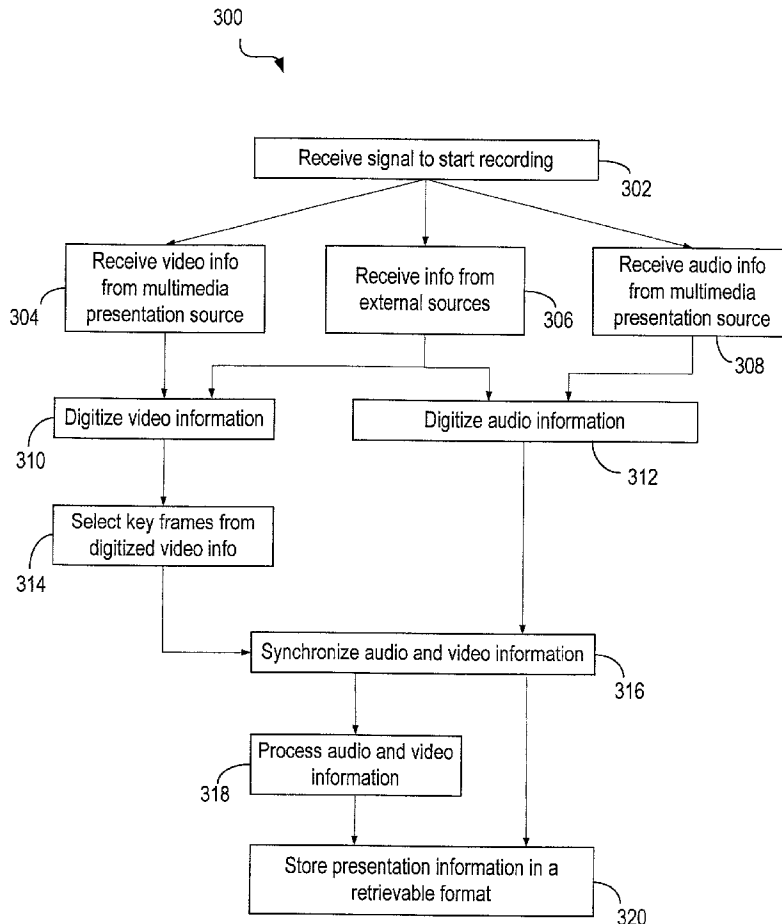 300
Receive signal to start recording
302
Receive video info
from multimedia
presentation source
304
Receive info from
external sources
306
Receive audio info
from multimedia
presentation source
308
Digitize video information
310
Digitize audio information
312
Select key frames from
digitized video info
314
Synchronize audio and video information
316
Process audio and video
information
318
Store presentation information in a
retrievable format
320